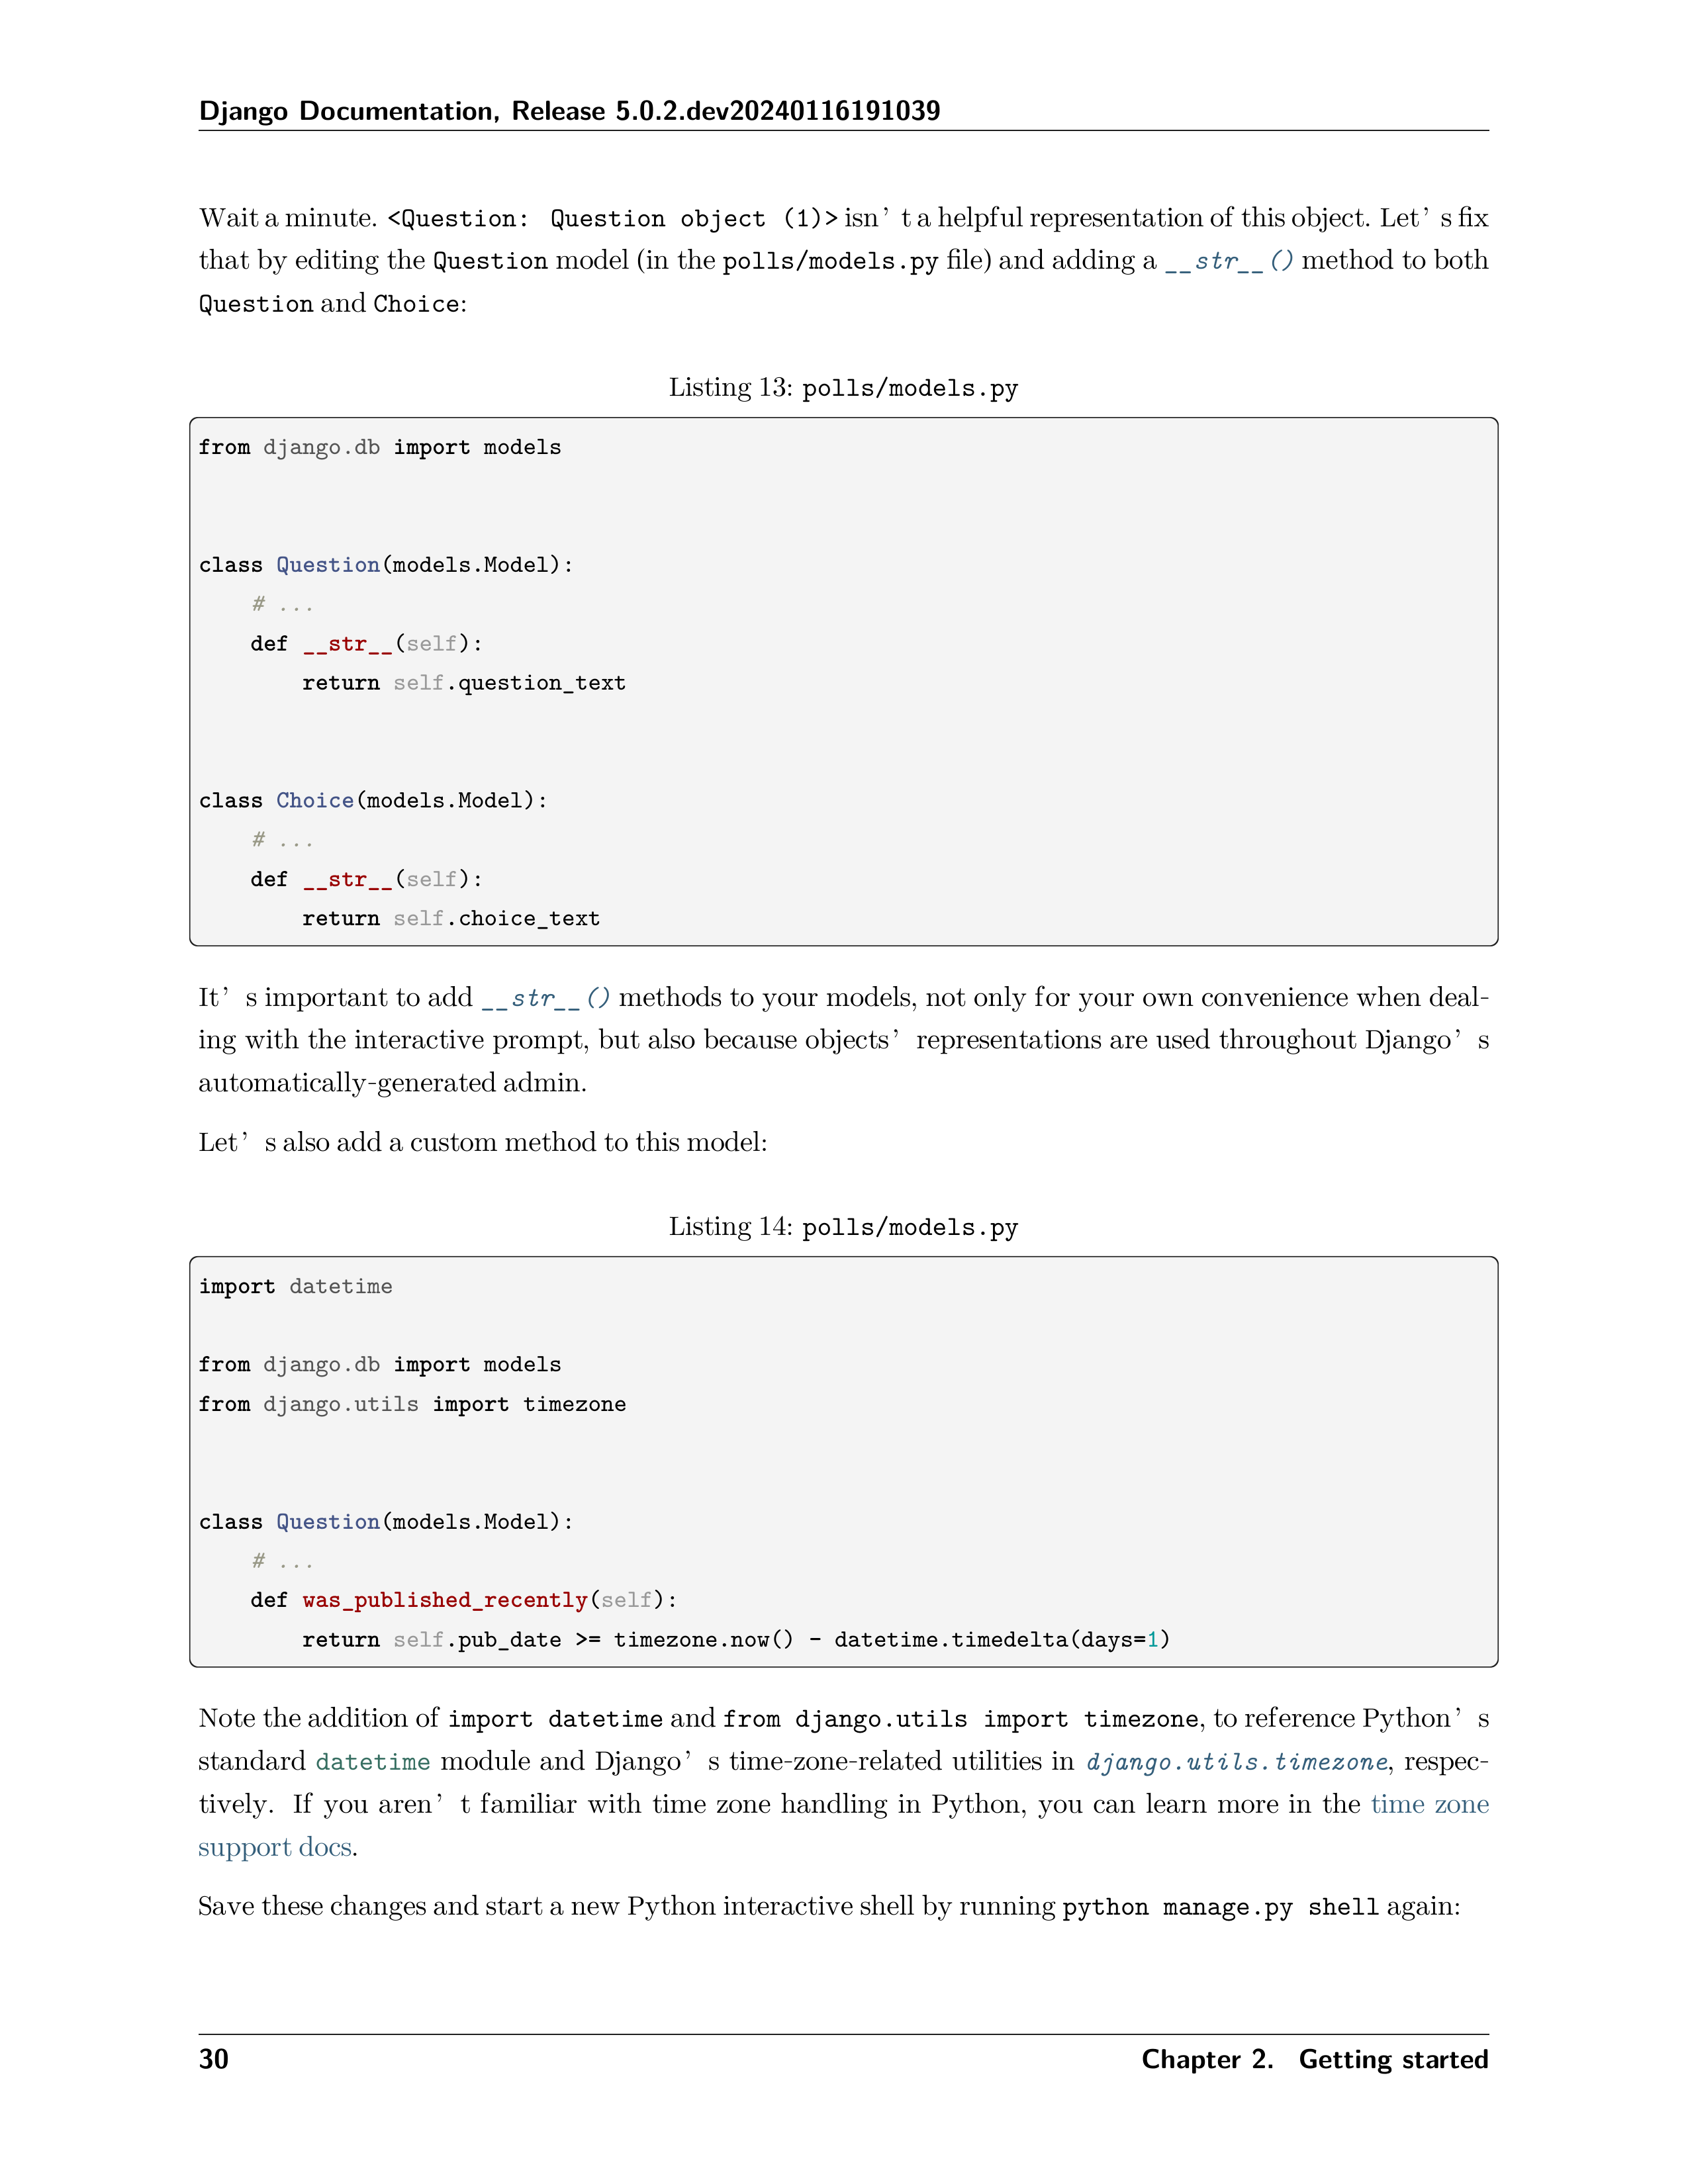 Django Documentation, Release 5.0.2.dev20240116191039
Wait a minute. <Question: Question object (1)> isn’ t a helpful representation of this object. Let’ s fix
that by editing the Question model (in the polls/models.py file) and adding a __str__() method to both
Question and Choice:
Listing 13: polls/models.py
from django.db import models
class Question(models.Model):
    # ...
    def __str__(self):
        return self.question_text
class Choice(models.Model):
    # ...
    def __str__(self):
        return self.choice_text
It’ s important to add __str__() methods to your models, not only for your own convenience when deal-
ing with the interactive prompt, but also because objects’ representations are used throughout Django’ s
automatically-generated admin.
Let’ s also add a custom method to this model:
Listing 14: polls/models.py
import datetime
from django.db import models
from django.utils import timezone
class Question(models.Model):
    # ...
    def was_published_recently(self):
        return self.pub_date >= timezone.now() - datetime.timedelta(days=1)
Note the addition of import datetime and from django.utils import timezone, to reference Python’ s
standard datetime module and Django’ s time-zone-related utilities in django.utils.timezone, respec-
tively. If you aren’ t familiar with time zone handling in Python, you can learn more in the time zone
support docs.
Save these changes and start a new Python interactive shell by running python manage.py shell again:
30
Chapter 2. Getting started